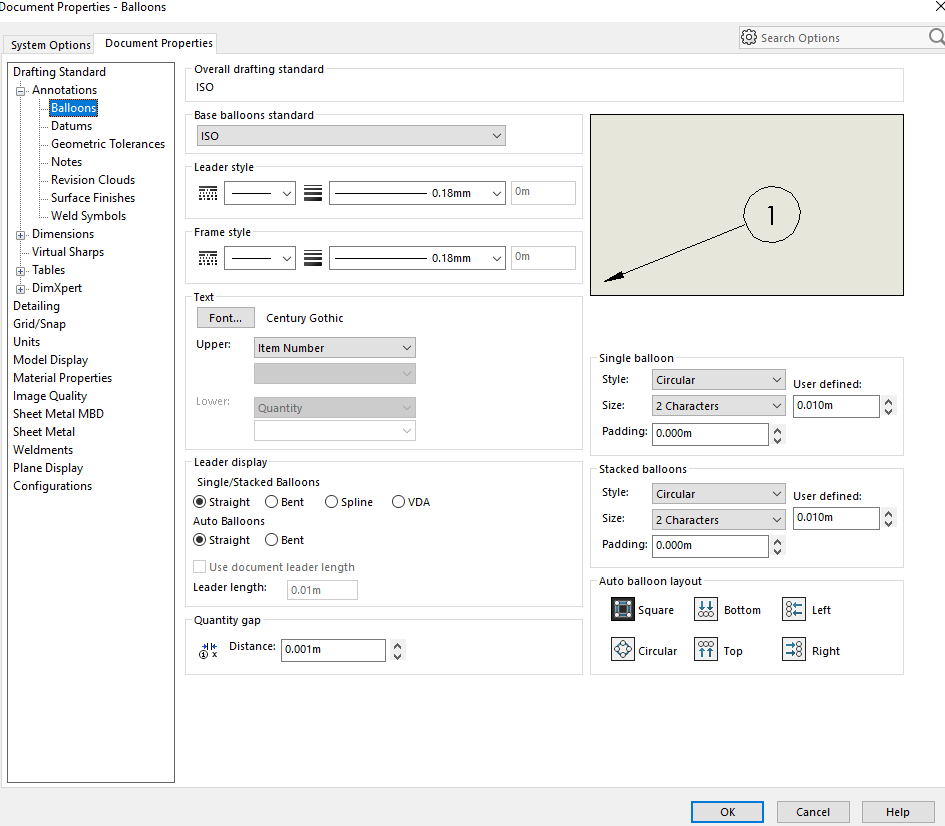 Document Properties - Balloons
System Options
Document Properties
Search Options
Drafting Standard
Annotations
Balloons
Datums
Geometric Tolerances
Notes
Revision Clouds
Surface Finishes
Weld Symbols
Dimensions
Virtual Sharps
Tables
DimXpert
Detailing
Grid/Snap
Units
Model Display
Material Properties
Image Quality
Sheet Metal MBD
Sheet Metal
Weldments
Plane Display
Configurations
Overall drafting standard
ISO
Base balloons standard
ISO
Leader style
0.18mm
0m
Frame style
0.18mm
0m
Text
Font...
Century Gothic
Upper:
Item Number
Lower:
Quantity
Leader display
Single/Stacked Balloons
Straight
Bent
Spline
VDA
Auto Balloons
Straight
Bent
Use document leader length
Leader length:
0.01m
Quantity gap
Distance:
0.001m
1
Single balloon
Style:
Circular
User defined:
Size:
2 Characters
0.010m
Padding:
0.000m
Stacked balloons
Style:
Circular
User defined:
Size:
2 Characters
0.010m
Padding:
0.000m
Auto balloon layout
Square
Bottom
Left
Circular
Top
Right
OK
Cancel
Help